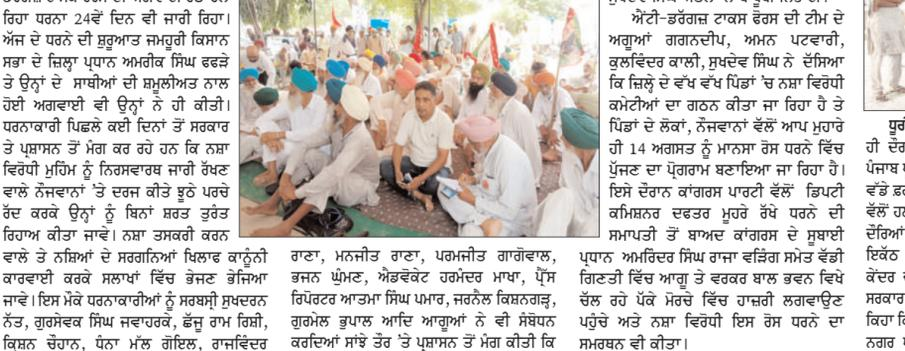 ਰਿਹਾ ਧਰਨਾ 24ਵੇਂ ਦਿਨ ਵੀ ਜਾਰੀ ਰਿਹਾ।
ਅੱਜ ਦੇ ਧਰਨੇ ਦੀ ਸ਼ੁਰੂਆਤ ਜਮਹੂਰੀ ਕਿਸਾਨ
ਸਭਾ ਦੇ ਜ਼ਿਲ੍ਹਾ ਪ੍ਰਧਾਨ ਅਮਰੀਕ ਸਿੰਘ ਫਫੜੇ
ਤੇ ਉਨ੍ਹਾਂ ਦੇ ਸਾਥੀਆਂ ਦੀ ਸ਼ਮੂਲੀਅਤ ਨਾਲ
ਹੋਈ ਅਗਵਾਈ ਵੀ ਉਨ੍ਹਾਂ ਨੇ ਹੀ ਕੀਤੀ।
ਧਰਨਾਕਾਰੀ ਪਿਛਲੇ ਕਈ ਦਿਨਾਂ ਤੋਂ ਸਰਕਾਰ
ਤੇ ਪ੍ਰਸ਼ਾਸਨ ਤੋਂ ਮੰਗ ਕਰ ਰਹੇ ਹਨ ਕਿ ਨਸ਼ਾ
ਵਿਰੋਧੀ ਮੁਹਿੰਮ ਨੂੰ ਨਿਰਸਵਾਰਥ ਜਾਰੀ ਰੱਖਣ
ਵਾਲੇ ਨੌਜਵਾਨਾਂ 'ਤੇ ਦਰਜ ਕੀਤੇ ਝੂਠੇ ਪਰਚੇ
ਰੱਦ ਕਰਕੇ ਉਨ੍ਹਾਂ ਨੂੰ ਬਿਨਾਂ ਸ਼ਰਤ ਤੁਰੰਤ
ਰਿਹਾਅ ਕੀਤਾ ਜਾਵੇ। ਨਸ਼ਾ ਤਸਕਰੀ ਕਰਨ
ਵਾਲੇ ਤੇ ਨਸ਼ਿਆਂ ਦੇ ਸਰਗਨਿਆਂ ਖਿਲਾਫ ਕਾਨੂੰਨੀ
ਕਾਰਵਾਈ ਕਰਕੇ ਸਲਾਖਾਂ ਵਿੱਚ ਭੇਜਣ ਭੇਜਿਆ
ਜਾਵੇ। ਇਸ ਮੌਕੇ ਧਰਨਾਕਾਰੀਆਂ ਨੂੰ ਸਰਬਸ੍ਰੀ ਸੁਖਦਰਨ
ਨੱਤ, ਗੁਰਸੇਵਕ ਸਿੰਘ ਜਵਾਹਰਕੇ, ਛੱਜੂ ਰਾਮ ਰਿਸ਼ੀ,
ਕ੍ਰਿਸ਼ਨ ਚੌਹਾਨ, ਧੰਨਾ ਮੱਲ ਗੋਇਲ, ਰਾਜਵਿੰਦਰ
ਰਾਣਾ, ਮਨਜੀਤ ਰਾਣਾ, ਪਰਮਜੀਤ ਗਾਗੋਵਾਲ,
ਭਜਨ ਘੁੰਮਣ, ਐਡਵੋਕੇਟ ਹਰਮੰਦਰ ਮਾਖਾ, ਪ੍ਰੈੱਸ
ਰਿਪੋਰਟਰ ਆਤਮਾ ਸਿੰਘ ਪਮਾਰ, ਜਰਨੈਲ ਕਿਸ਼ਨਗੜ੍ਹ,
ਗੁਰਮੇਲ ਭੁਪਾਲ ਆਦਿ ਆਗੂਆਂ ਨੇ ਵੀ ਸੰਬੋਧਨ
ਕਰਦਿਆਂ ਸਾਂਝੇ ਤੌਰ 'ਤੇ ਪ੍ਰਸ਼ਾਸਨ ਤੋਂ ਮੰਗ ਕੀਤੀ ਕਿ
ਐਂਟੀ-ਡਰੱਗਜ਼ ਟਾਕਸ ਫੋਰਸ ਦੀ ਟੀਮ ਦੇ
ਅਗੂਆਂ ਗਗਨਦੀਪ, ਅਮਨ ਪਟਵਾਰੀ,
ਕੁਲਵਿੰਦਰ ਕਾਲੀ, ਸੁਖਦੇਵ ਸਿੰਘ ਨੇ ਦੱਸਿਆ
ਕਿ ਜ਼ਿਲ੍ਹੇ ਦੇ ਵੱਖ ਵੱਖ ਪਿੰਡਾਂ 'ਚ ਨਸ਼ਾ ਵਿਰੋਧੀ
ਕਮੇਟੀਆਂ ਦਾ ਗਠਨ ਕੀਤਾ ਜਾ ਰਿਹਾ ਹੈ ਤੇ
ਪਿੰਡਾਂ ਦੇ ਲੋਕਾਂ, ਨੌਜਵਾਨਾਂ ਵੱਲੋਂ ਆਪ ਮੁਹਾਰੇ
ਹੀ 14 ਅਗਸਤ ਨੂੰ ਮਾਨਸਾ ਰੋਸ ਧਰਨੇ ਵਿੱਚ
ਪੁੱਜਣ ਦਾ ਪ੍ਰੋਗਰਾਮ ਬਣਾਇਆ ਜਾ ਰਿਹਾ ਹੈ।
ਇਸੇ ਦੌਰਾਨ ਕਾਂਗਰਸ ਪਾਰਟੀ ਵੱਲੋਂ ਡਿਪਟੀ
ਕਮਿਸ਼ਨਰ ਦਫਤਰ ਮੂਹਰੇ ਰੱਖੇ ਧਰਨੇ ਦੀ
ਸਮਾਪਤੀ ਤੋਂ ਬਾਅਦ ਕਾਂਗਰਸ ਦੇ ਸੂਬਾਈ
ਪ੍ਰਧਾਨ ਅਮਰਿੰਦਰ ਸਿੰਘ ਰਾਜਾ ਵੜਿੰਗ ਸਮੇਤ ਵੱਡੀ
ਗਿਣਤੀ ਵਿੱਚ ਆਗੂ ਤੇ ਵਰਕਰ ਬਾਲ ਭਵਨ ਵਿਖੇ
ਚੱਲ ਰਹੇ ਪੱਕੇ ਮੋਰਚੇ ਵਿੱਚ ਹਾਜ਼ਰੀ ਲਗਵਾਉਣ
ਪਹੁੰਚੇ ਅਤੇ ਨਸ਼ਾ ਵਿਰੋਧੀ ਇਸ ਰੋਸ ਧਰਨੇ ਦਾ
ਸਮਰਥਨ ਵੀ ਕੀਤਾ।
ਹੀ
ਪੰਜਾਬ
ਵੱਲੋਂ
ਦੌਰਿਆਂ
ਇਕੱਠ
ਕੇਂਦਰ
ਸਰਕਾਰ
ਕਿਹਾ
ਨਗਰ